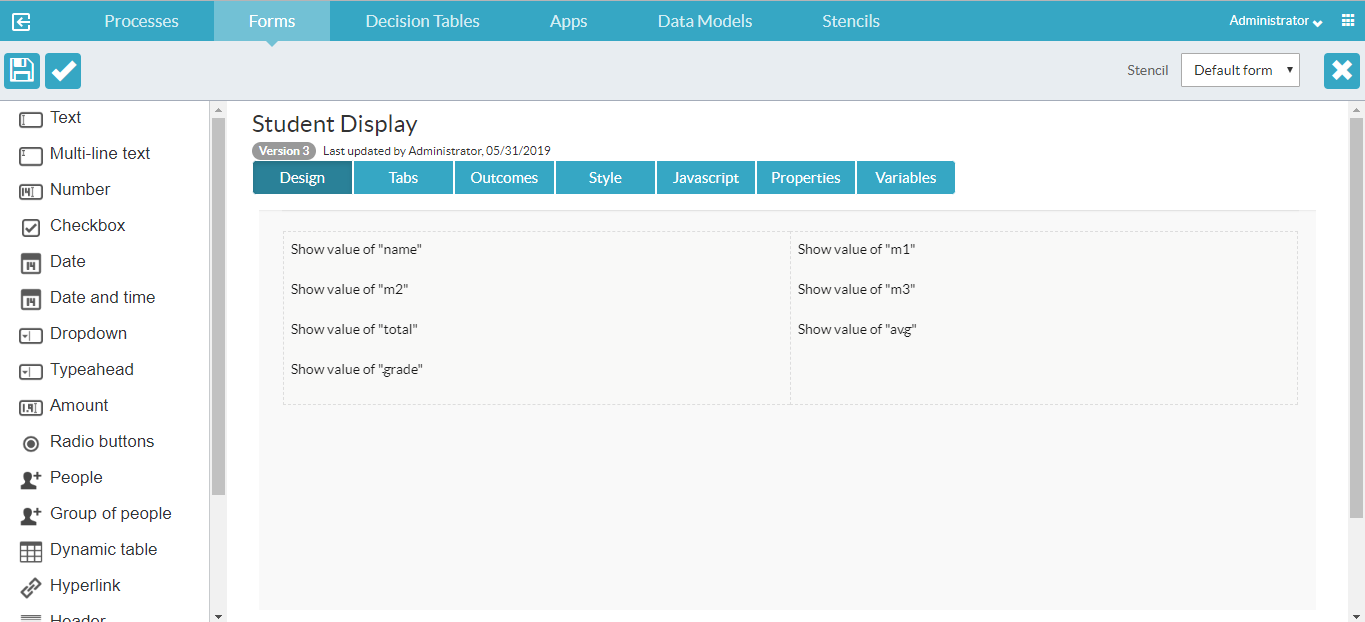 Processes Forms Decision Tables Apps Data Models Stencils Administrator
Stencil Default form
Text
Multi-line text
Number
Checkbox
Date
Date and time
Dropdown
Typeahead
Amount
Radio buttons
People
Group of people
Dynamic table
Hyperlink
Header
Student Display
Version 3 Last updated by Administrator, 05/31/2019
Design Tabs Outcomes Style Javascript Properties Variables
Show value of "name" Show value of "m1"
Show value of "m2" Show value of "m3"
Show value of "total" Show value of "avg"
Show value of "grade"